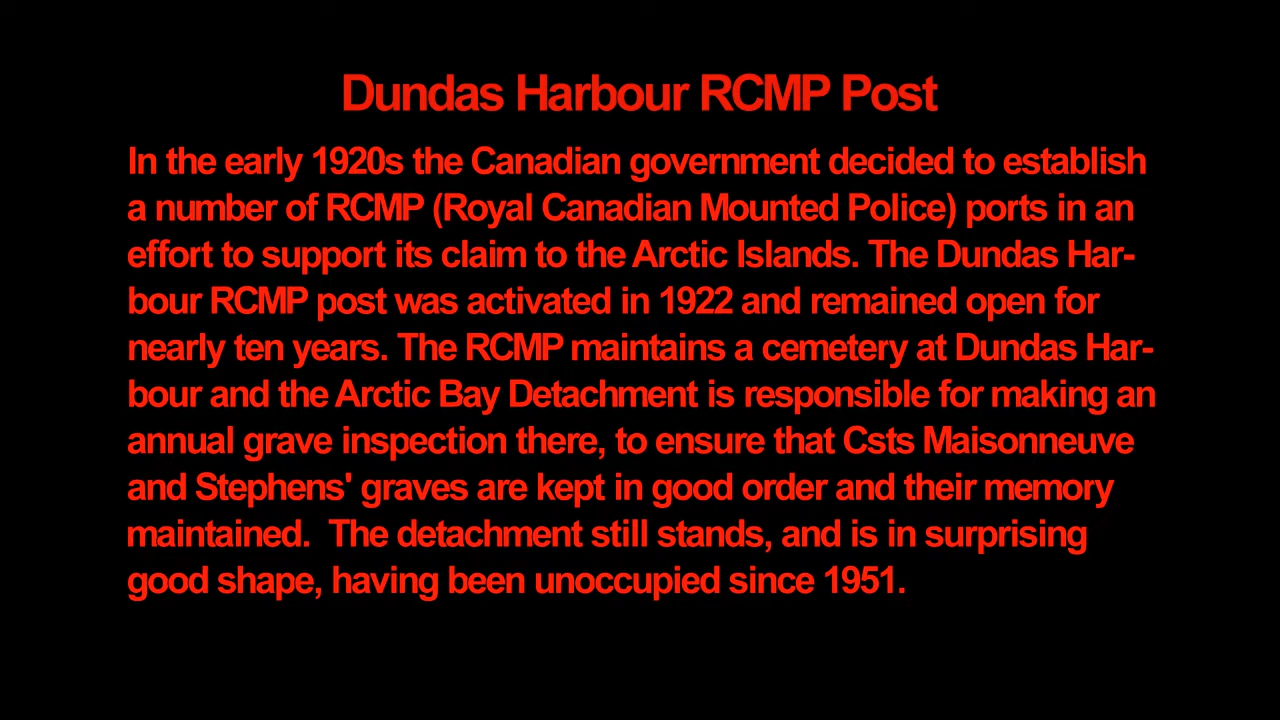 Dundas Harbour RCMP Post
In the early 1920s the Canadian government decided to establish
a number of RCMP (Royal Canadian Mounted Police) ports in an
effort to support its claim to the Arctic Islands. The Dundas Har-
bour RCMP post was activated in 1922 and remained open for
nearly ten years. The RCMP maintains a cemetery at Dundas Har-
bour and the Arctic Bay Detachment is responsible for making an
annual grave inspection there, to ensure that Csts Maisonneuve
and Stephens' graves are kept in good order and their memory
maintained.  The detachment still stands, and is in surprising
good shape, having been unoccupied since 1951.